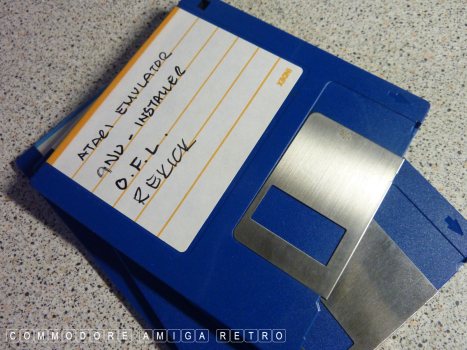 ATARI EMULATOR
AND - INSTALLER
O.F.L.
REKICK
COMMODORE AMIGA RETRO